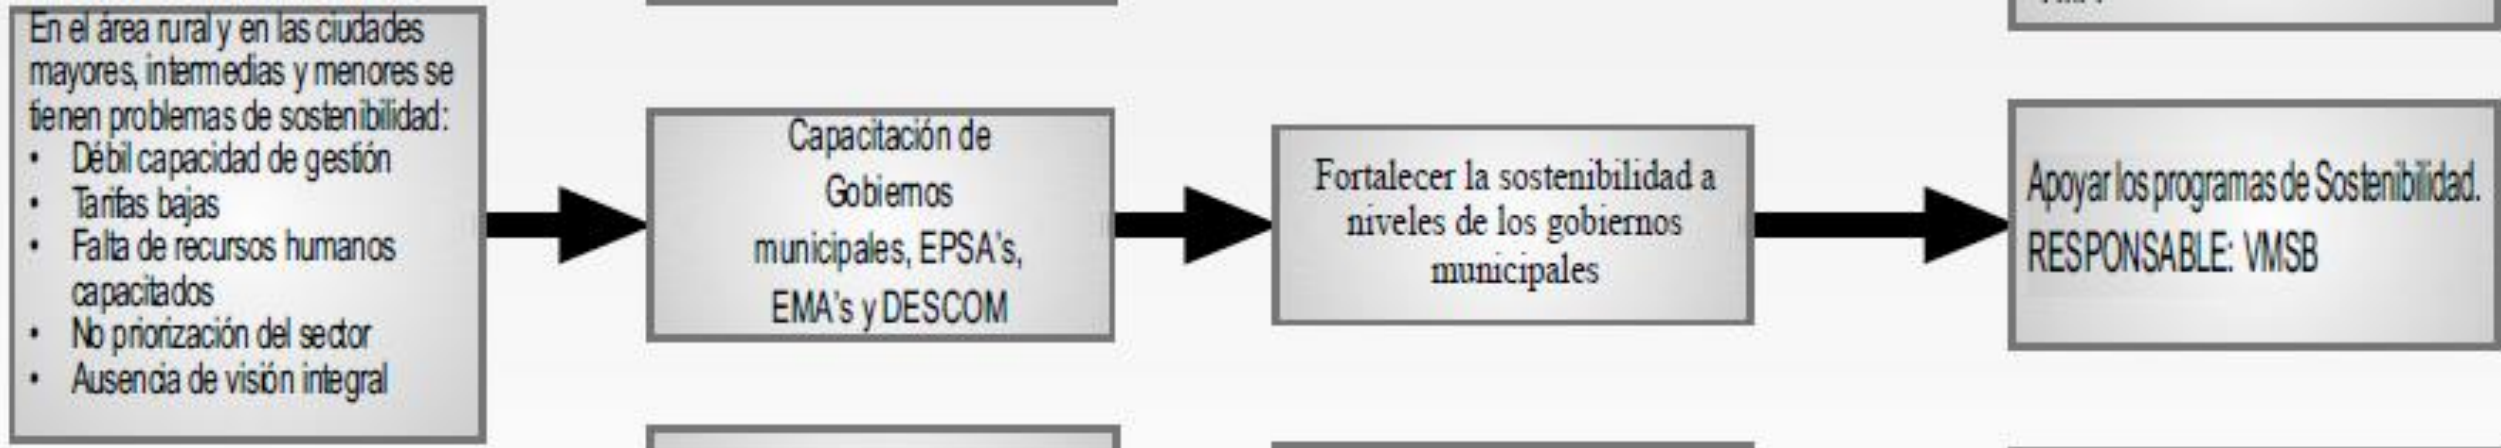 En el área rural y en las ciudades
mayores, intermedias y menores se
tienen problemas de sostenibilidad:
• Débil capacidad de gestión
• Tarifas bajas
• Falta de recursos humanos
capacitados
• No priorización del sector
• Ausencia de visión integral
Capacitación de
Gobiernos
municipales, EPSA's,
EMA's y DESCOM
Fortalecer la sostenibilidad a
niveles de los gobiernos
municipales
Apoyar los programas de Sostenibilidad.
RESPONSABLE: VMSB